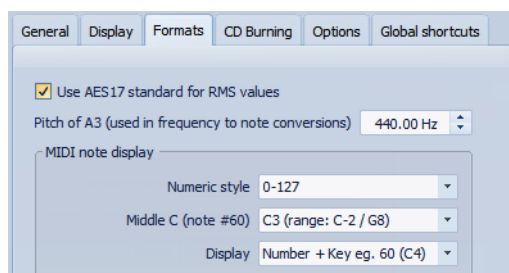 General Display Formats CD Burning Options Global shortcuts
Use AES17 standard for RMS values
Pitch of A3 (used in frequency to note conversions) 440.00 Hz
MIDI note display
Numeric style 0-127
Middle C (note #60) C3 (range: C-2 / G8)
Display Number + Key eg. 60 (C4)